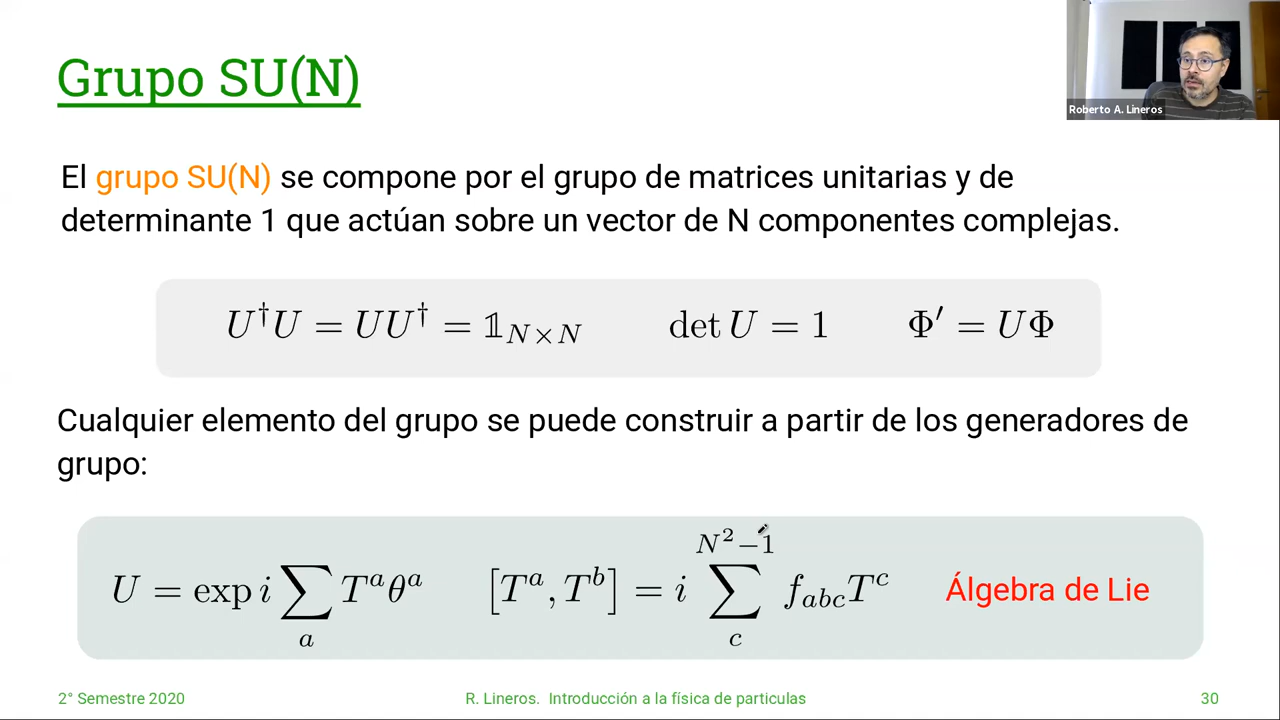 Grupo SU(N)
Roberto A. Lineros
El grupo SU(N) se compone por el grupo de matrices unitarias y de
determinante 1 que actúan sobre un vector de N componentes complejas.
U†U = UU† = 𝟙_{N×N}    det U = 1    Φ′ = UΦ
Cualquier elemento del grupo se puede construir a partir de los generadores de
grupo:
U = exp i ∑_a T^a θ^a    [T^a, T^b] = i ∑_c^{N²−1} f_{abc} T^c    Álgebra de Lie
2° Semestre 2020    R. Lineros. Introducción a la física de particulas    30